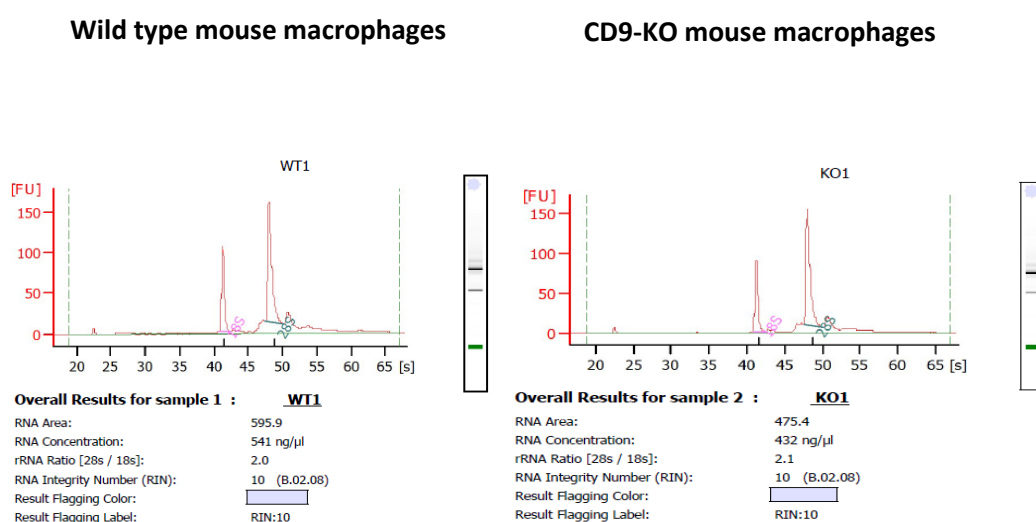 Wild type mouse macrophages
CD9-KO mouse macrophages
WT1
[FU]
150
100
50
0
18S
28S
20 25 30 35 40 45 50 55 60 65 [s]
Overall Results for sample 1 : WT1
RNA Area: 595.9
RNA Concentration: 541 ng/µl
rRNA Ratio [28s / 18s]: 2.0
RNA Integrity Number (RIN): 10 (B.02.08)
Result Flagging Color:
Result Flagging Label: RIN:10
KO1
[FU]
150
100
50
0
18S
28S
20 25 30 35 40 45 50 55 60 65 [s]
Overall Results for sample 2 : KO1
RNA Area: 475.4
RNA Concentration: 432 ng/µl
rRNA Ratio [28s / 18s]: 2.1
RNA Integrity Number (RIN): 10 (B.02.08)
Result Flagging Color:
Result Flagging Label: RIN:10